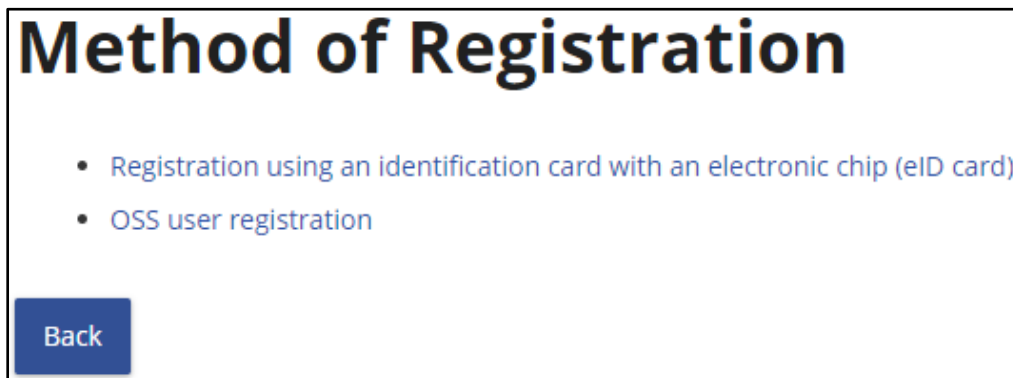 Method of Registration
• Registration using an identification card with an electronic chip (eID card)
• OSS user registration
Back